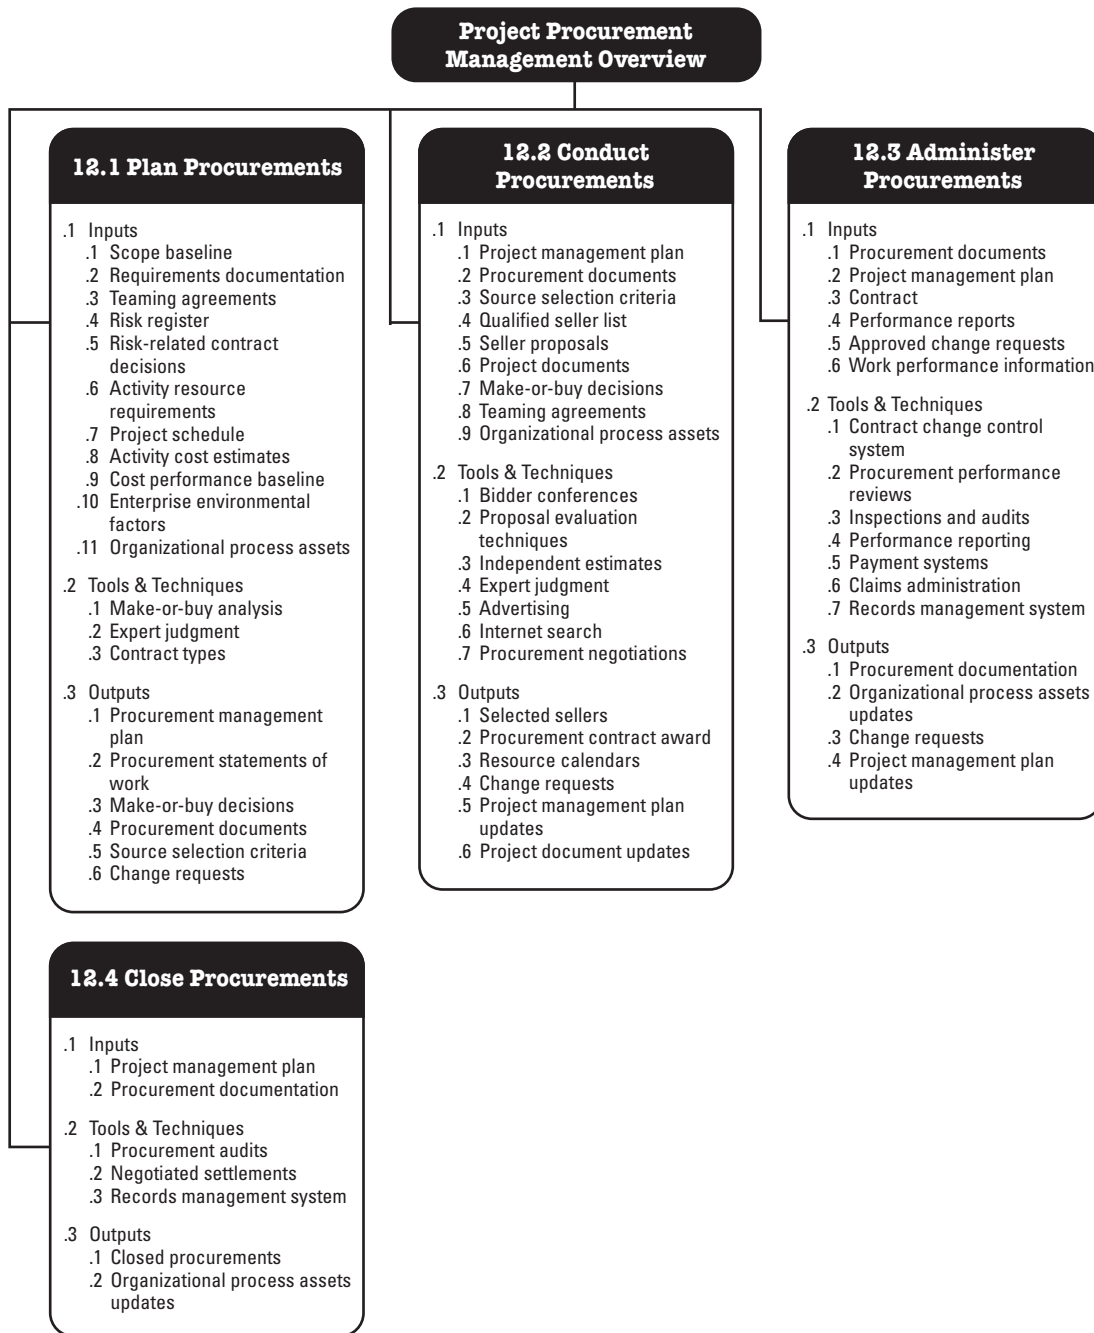 Project Procurement
Management Overview
12.1 Plan Procurements
.1 Inputs
.1 Scope baseline
.2 Requirements documentation
.3 Teaming agreements
.4 Risk register
.5 Risk-related contract
decisions
.6 Activity resource
requirements
.7 Project schedule
.8 Activity cost estimates
.9 Cost performance baseline
.10 Enterprise environmental
factors
.11 Organizational process assets
.2 Tools & Techniques
.1 Make-or-buy analysis
.2 Expert judgment
.3 Contract types
.3 Outputs
.1 Procurement management
plan
.2 Procurement statements of
work
.3 Make-or-buy decisions
.4 Procurement documents
.5 Source selection criteria
.6 Change requests
12.2 Conduct
Procurements
.1 Inputs
.1 Project management plan
.2 Procurement documents
.3 Source selection criteria
.4 Qualified seller list
.5 Seller proposals
.6 Project documents
.7 Make-or-buy decisions
.8 Teaming agreements
.9 Organizational process assets
.2 Tools & Techniques
.1 Bidder conferences
.2 Proposal evaluation
techniques
.3 Independent estimates
.4 Expert judgment
.5 Advertising
.6 Internet search
.7 Procurement negotiations
.3 Outputs
.1 Selected sellers
.2 Procurement contract award
.3 Resource calendars
.4 Change requests
.5 Project management plan
updates
.6 Project document updates
12.3 Administer
Procurements
.1 Inputs
.1 Procurement documents
.2 Project management plan
.3 Contract
.4 Performance reports
.5 Approved change requests
.6 Work performance information
.2 Tools & Techniques
.1 Contract change control
system
.2 Procurement performance
reviews
.3 Inspections and audits
.4 Performance reporting
.5 Payment systems
.6 Claims administration
.7 Records management system
.3 Outputs
.1 Procurement documentation
.2 Organizational process assets
updates
.3 Change requests
.4 Project management plan
updates
12.4 Close Procurements
.1 Inputs
.1 Project management plan
.2 Procurement documentation
.2 Tools & Techniques
.1 Procurement audits
.2 Negotiated settlements
.3 Records management system
.3 Outputs
.1 Closed procurements
.2 Organizational process assets
updates